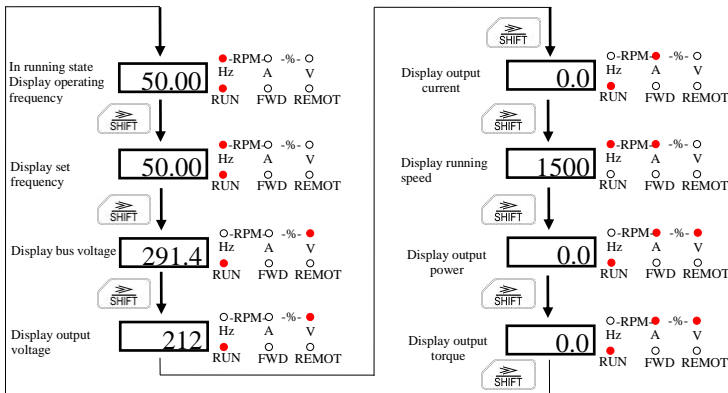 In running state
Display operating
frequency
50.00
-RPM- -%-
Hz A V
RUN FWD REMOT
SHIFT
Display set
frequency
50.00
-RPM- -%-
Hz A V
RUN FWD REMOT
SHIFT
Display bus voltage
291.4
-RPM- -%-
Hz A V
RUN FWD REMOT
SHIFT
Display output
voltage
212
-RPM- -%-
Hz A V
RUN FWD REMOT
SHIFT
Display output
current
0.0
-RPM- -%-
Hz A V
RUN FWD REMOT
SHIFT
Display running
speed
1500
-RPM- -%-
Hz A V
RUN FWD REMOT
SHIFT
Display output
power
0.0
-RPM- -%-
Hz A V
RUN FWD REMOT
SHIFT
Display output
torque
0.0
-RPM- -%-
Hz A V
RUN FWD REMOT
SHIFT